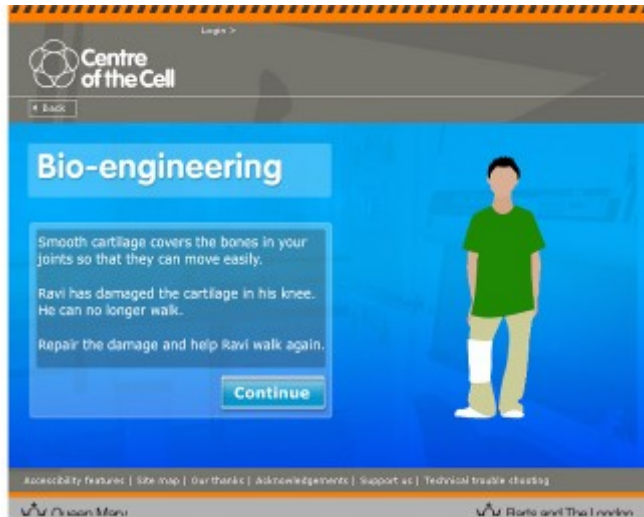 Login >
Centre
of the Cell
Back
Bio-engineering
Smooth cartilage covers the bones in your
joints so that they can move easily.
Ravi has damaged the cartilage in his knee.
He can no longer walk.
Repair the damage and help Ravi walk again.
Continue
Accessibility features | Site map | Our thanks | Acknowledgements | Support us | Technical trouble shooting
Queen Mary
Barts and The London